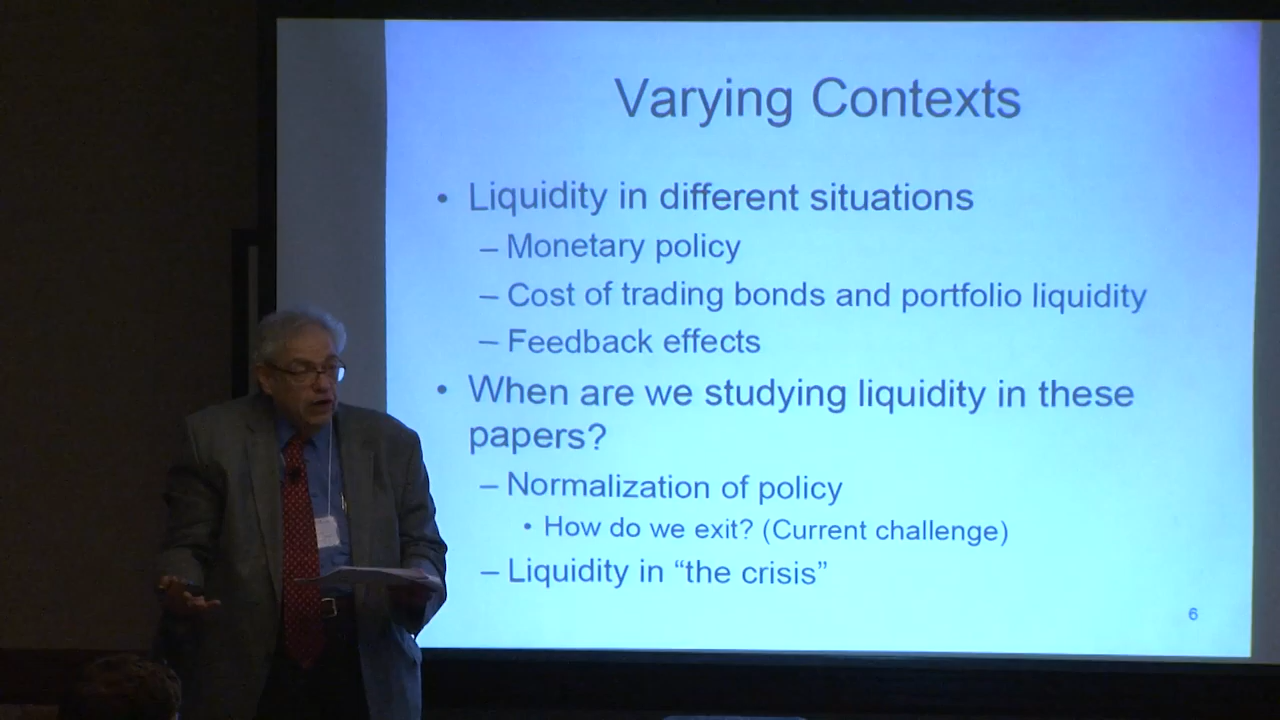 Varying Contexts
• Liquidity in different situations
– Monetary policy
– Cost of trading bonds and portfolio liquidity
– Feedback effects
• When are we studying liquidity in these
papers?
– Normalization of policy
• How do we exit? (Current challenge)
– Liquidity in “the crisis”
6